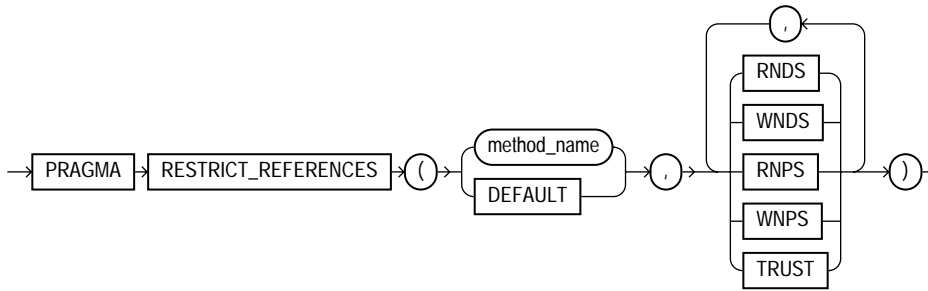 ,
RNDS
WNDS
method_name
PRAGMA RESTRICT_REFERENCES ( , RNPS )
DEFAULT
WNPS
TRUST